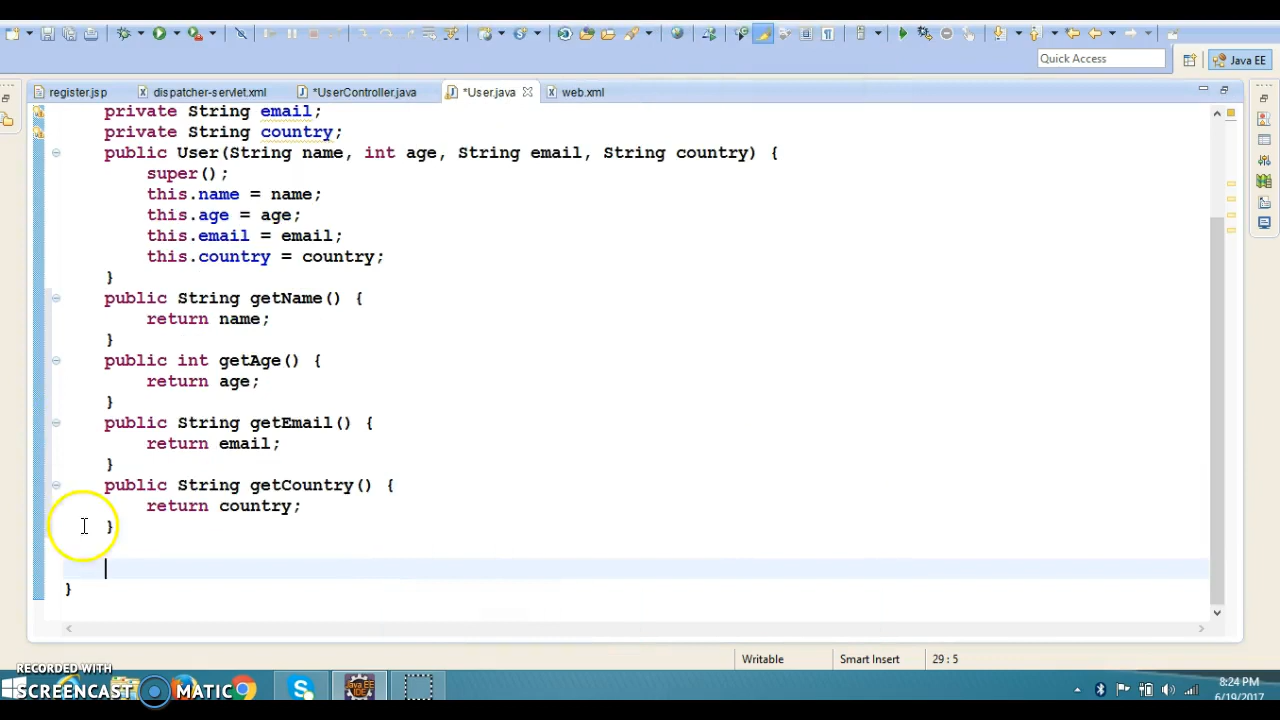 Quick Access
Java EE
register.jsp
dispatcher-servlet.xml
*UserController.java
*User.java
web.xml
private String email;
private String country;
public User(String name, int age, String email, String country) {
super();
this.name = name;
this.age = age;
this.email = email;
this.country = country;
}
public String getName() {
return name;
}
public int getAge() {
return age;
}
public String getEmail() {
return email;
}
public String getCountry() {
return country;
}
}
Writable
Smart Insert
29 : 5
RECORDED WITH
SCREENCAST MATIC
Java EE
IDE
8:24 PM
6/19/2017